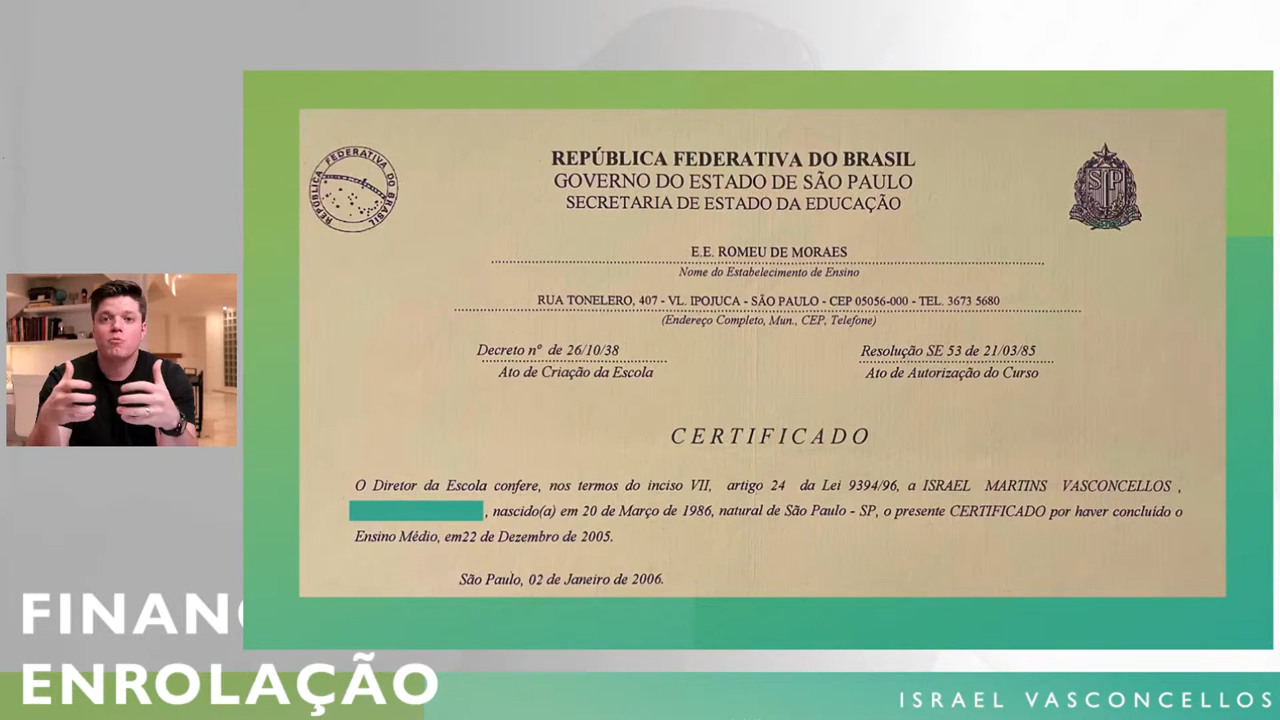 REPÚBLICA FEDERATIVA DO BRASIL
REPÚBLICA FEDERATIVA DO BRASIL
GOVERNO DO ESTADO DE SÃO PAULO
SECRETARIA DE ESTADO DA EDUCAÇÃO
SP
E.E. ROMEU DE MORAES
Nome do Estabelecimento de Ensino
RUA TONELERO, 407 - VL. IPOJUCA - SÃO PAULO - CEP 05056-000 - TEL. 3673 5680
(Endereço Completo, Mun., CEP, Telefone)
Decreto nº de 26/10/38
Ato de Criação da Escola
Resolução SE 53 de 21/03/85
Ato de Autorização do Curso
CERTIFICADO
O Diretor da Escola confere, nos termos do inciso VII, artigo 24 da Lei 9394/96, a ISRAEL MARTINS VASCONCELLOS ,
, nascido(a) em 20 de Março de 1986, natural de São Paulo - SP, o presente CERTIFICADO por haver concluído o
Ensino Médio, em22 de Dezembro de 2005.
São Paulo, 02 de Janeiro de 2006.
FINAN
ENROLAÇÃO
ISRAEL VASCONCELLOS